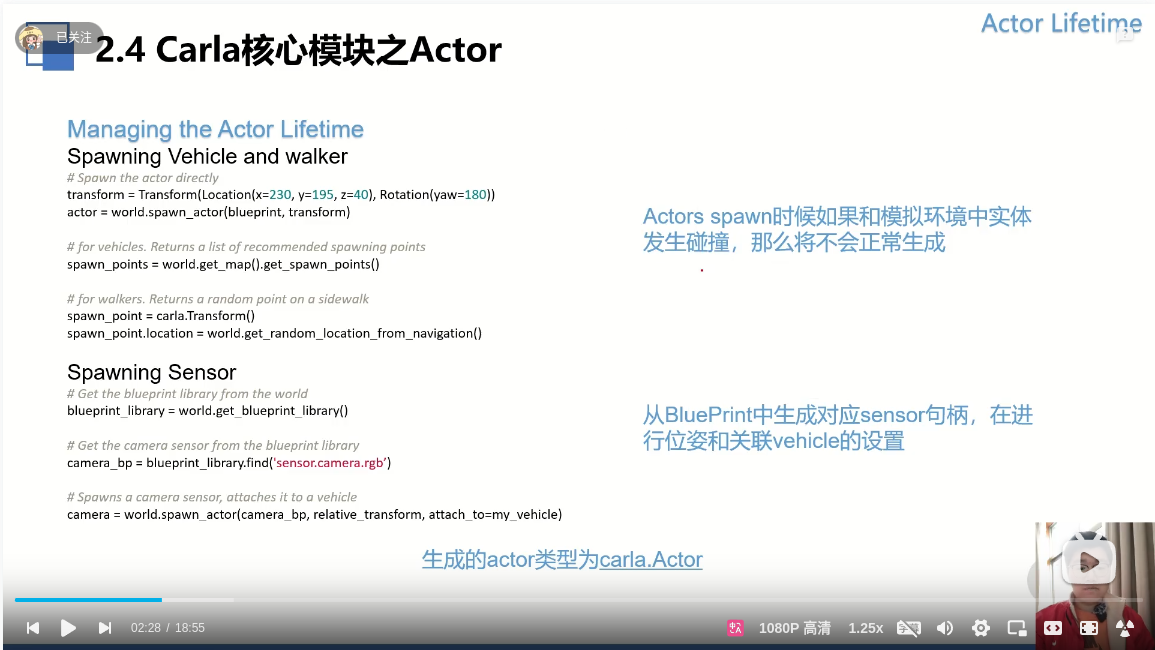 Actor Lifetime
已关注
2.4 Carla核心模块之Actor
Managing the Actor Lifetime
Spawning Vehicle and walker
# Spawn the actor directly
transform = Transform(Location(x=230, y=195, z=40), Rotation(yaw=180))
actor = world.spawn_actor(blueprint, transform)
# for vehicles. Returns a list of recommended spawning points
spawn_points = world.get_map().get_spawn_points()
# for walkers. Returns a random point on a sidewalk
spawn_point = carla.Transform()
spawn_point.location = world.get_random_location_from_navigation()
Actors spawn时候如果和模拟环境中实体
发生碰撞，那么将不会正常生成
Spawning Sensor
# Get the blueprint library from the world
blueprint_library = world.get_blueprint_library()
# Get the camera sensor from the blueprint library
camera_bp = blueprint_library.find('sensor.camera.rgb’)
# Spawns a camera sensor, attaches it to a vehicle
camera = world.spawn_actor(camera_bp, relative_transform, attach_to=my_vehicle)
从BluePrint中生成对应sensor句柄，在进
行位姿和关联vehicle的设置
生成的actor类型为carla.Actor
02:28 / 18:55
1080P 高清
1.25x